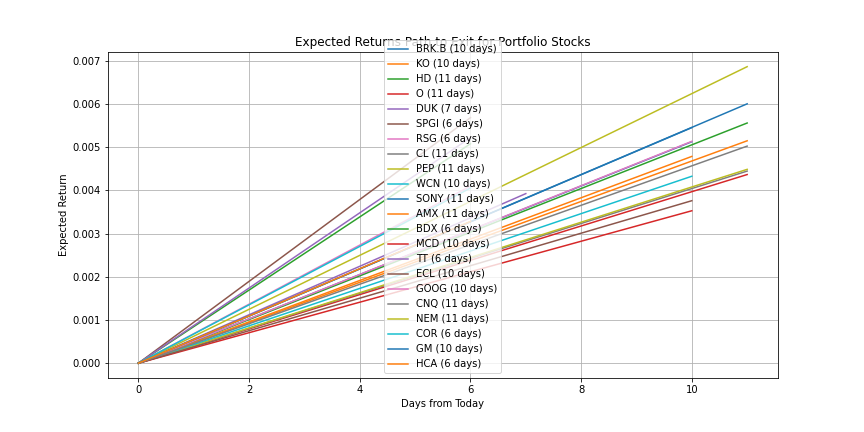 Expected Returns Path to Exit for Portfolio Stocks
BRK.B (10 days)
KO (10 days)
HD (11 days)
O (11 days)
DUK (7 days)
SPGI (6 days)
RSG (6 days)
CL (11 days)
PEP (11 days)
WCN (10 days)
SONY (11 days)
AMX (11 days)
BDX (6 days)
MCD (10 days)
TT (6 days)
ECL (10 days)
GOOG (10 days)
CNQ (11 days)
NEM (11 days)
COR (6 days)
GM (10 days)
HCA (6 days)
0.007
0.006
0.005
0.004
0.003
0.002
0.001
0.000
Expected Return
0 2 4 6 8 10
Days from Today